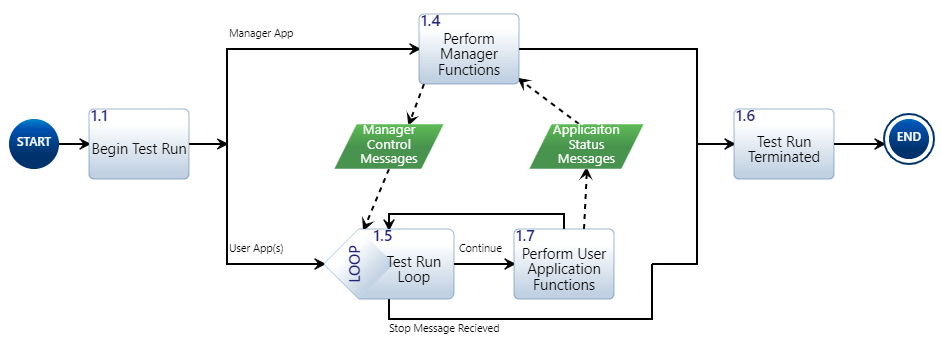 Manager App
1.4
Perform
Manager
Functions
START
1.1
Begin Test Run
Manager
Control
Messages
Applicaiton
Status
Messages
1.6
Test Run
Terminated
END
User App(s)
LOOP
1.5
Test Run
Loop
Continue
1.7
Perform User
Application
Functions
Stop Message Recieved